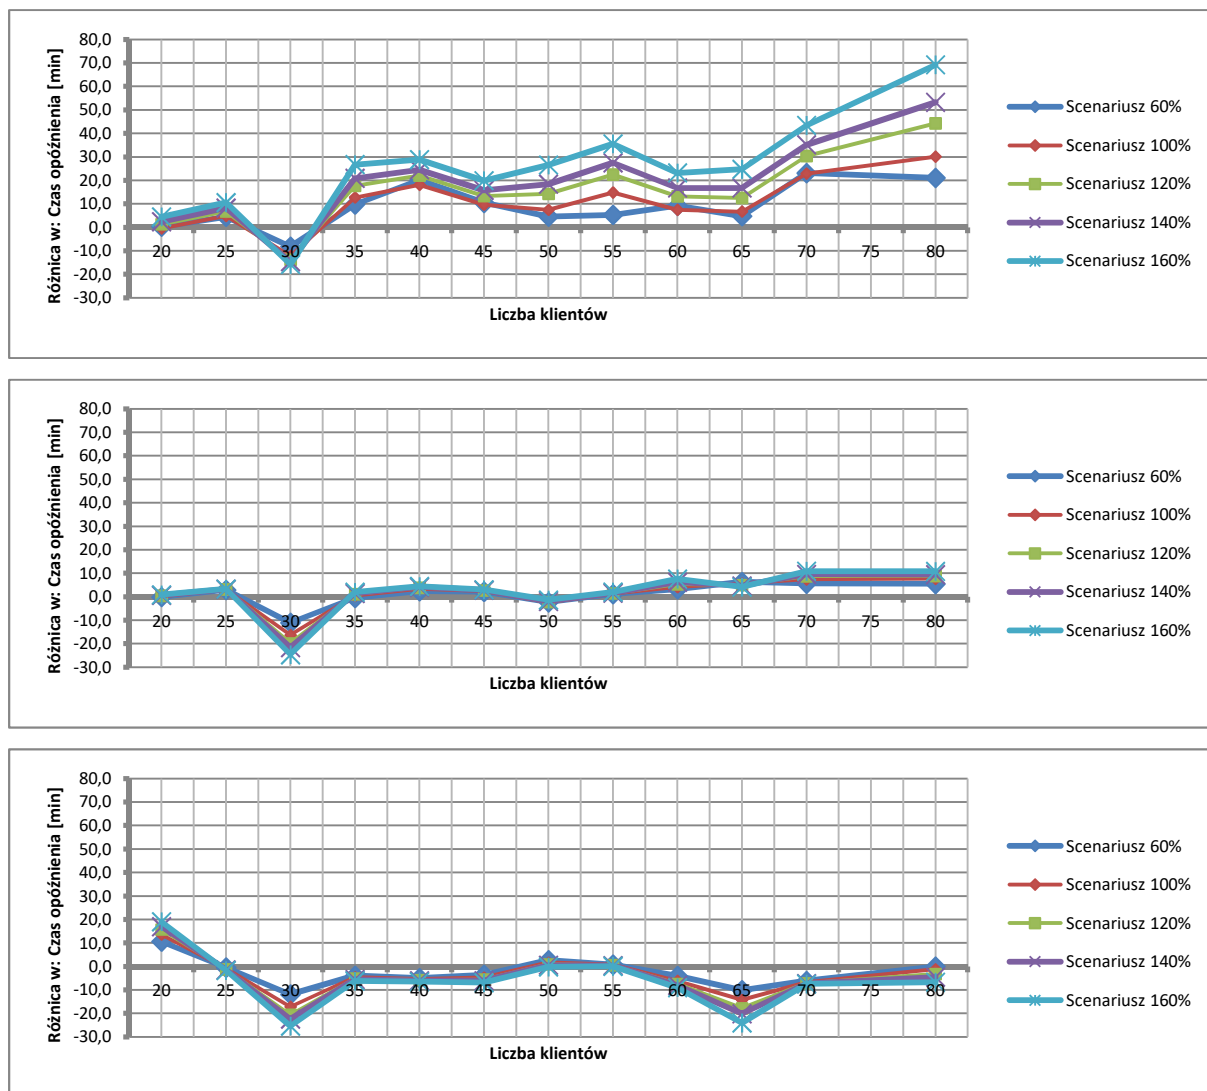 Różnica w: Czas opóźnienia [min]
80,0
70,0
60,0
50,0
40,0
30,0
20,0
10,0
0,0
-10,0
-20,0
-30,0
20 25 30 35 40 45 50 55 60 65 70 75 80
Liczba klientów
Scenariusz 60%
Scenariusz 100%
Scenariusz 120%
Scenariusz 140%
Scenariusz 160%
Różnica w: Czas opóźnienia [min]
80,0
70,0
60,0
50,0
40,0
30,0
20,0
10,0
0,0
-10,0
-20,0
-30,0
20 25 30 35 40 45 50 55 60 65 70 75 80
Liczba klientów
Scenariusz 60%
Scenariusz 100%
Scenariusz 120%
Scenariusz 140%
Scenariusz 160%
Różnica w: Czas opóźnienia [min]
80,0
70,0
60,0
50,0
40,0
30,0
20,0
10,0
0,0
-10,0
-20,0
-30,0
20 25 30 35 40 45 50 55 60 65 70 75 80
Liczba klientów
Scenariusz 60%
Scenariusz 100%
Scenariusz 120%
Scenariusz 140%
Scenariusz 160%